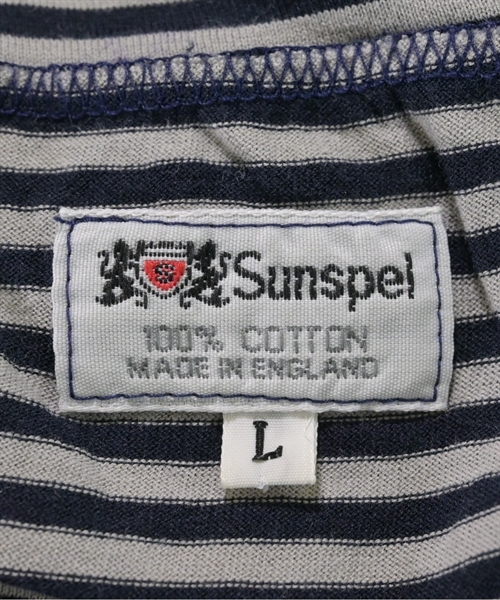 Sunspel
100% COTTON
MADE IN ENGLAND
L